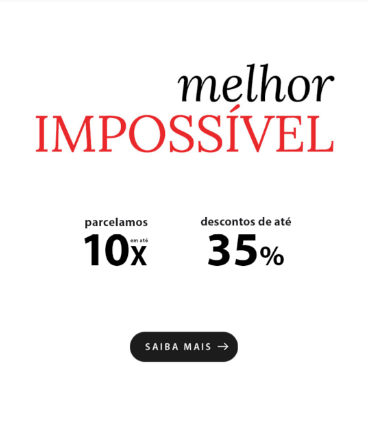 melhor
IMPOSSÍVEL
parcelamos
em até
10x
descontos de até
35%
SAIBA MAIS →